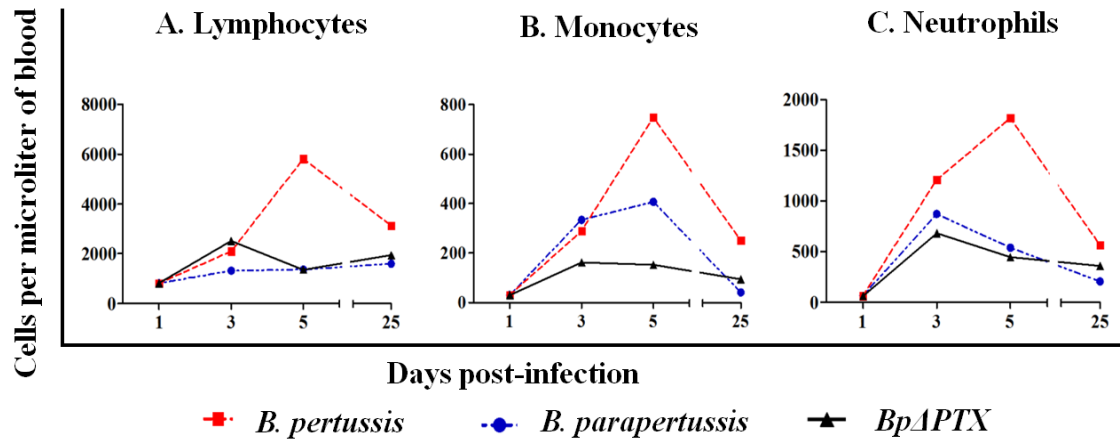 A. Lymphocytes
B. Monocytes
C. Neutrophils
Cells per microliter of blood
8000
6000
4000
2000
0
1 3 5 25
800
600
400
200
0
1 3 5 25
2000
1500
1000
500
0
1 3 5 25
Days post-infection
B. pertussis
B. parapertussis
BpΔPTX